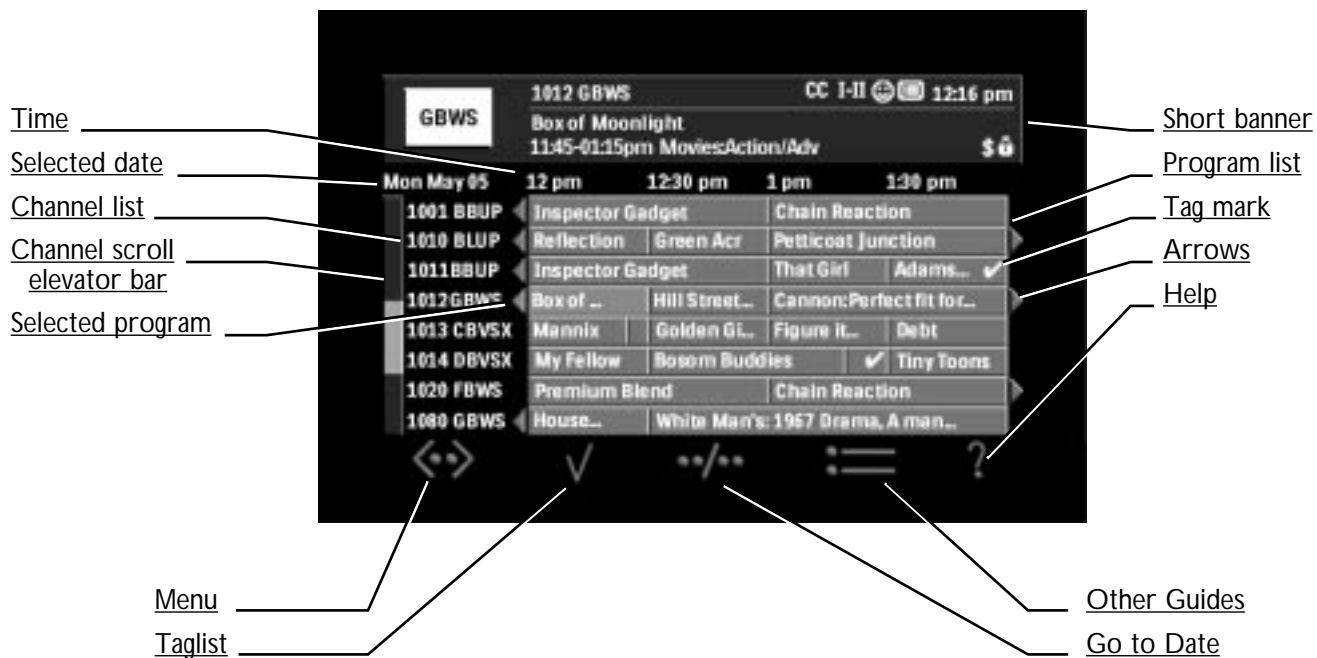 Time
Selected date
Channel list
Channel scroll
elevator bar
Selected program
GBWS
1012 GBWS CC I-II 12:16 pm
Box of Moonlight
11:45-01:15pm Movies:Action/Adv $
Mon May 05 12 pm 12:30 pm 1 pm 1:30 pm
1001 BBUP Inspector Gadget Chain Reaction
1010 BLUP Reflection Green Acr Petticoat Junction
1011BBUP Inspector Gadget That Girl Adams... ✔
1012GBWS Box of ... Hill Street... Cannon:Perfect fit for...
1013 CBVSX Mannix Golden Gi... Figure it... Debt
1014 DBVSX My Fellow Bosom Buddies ✔ Tiny Toons
1020 FBWS Premium Blend Chain Reaction
1080 GBWS House... White Man's: 1967 Drama, A man...
<••> √ ••/•• ?
Short banner
Program list
Tag mark
Arrows
Help
Menu
Taglist
Other Guides
Go to Date